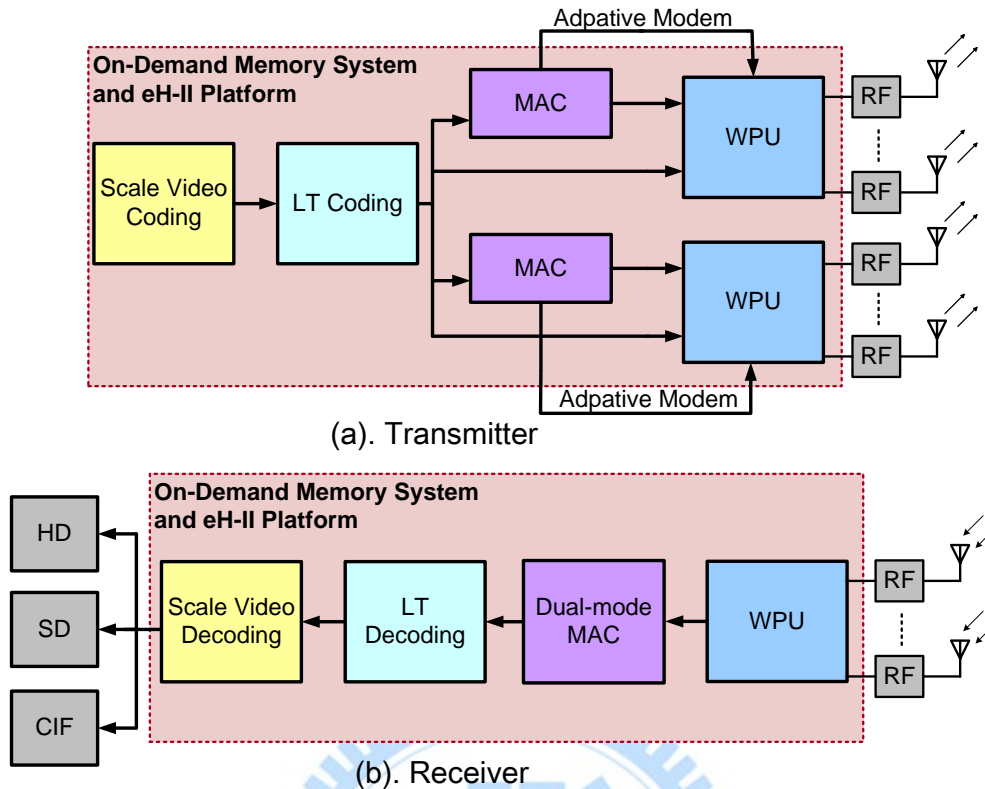 Adpative Modem
On-Demand Memory System
and eH-II Platform
MAC
WPU
RF
RF
Scale Video
Coding
LT Coding
MAC
WPU
RF
RF
Adpative Modem
(a). Transmitter
On-Demand Memory System
and eH-II Platform
HD
SD
CIF
Scale Video
Decoding
LT
Decoding
Dual-mode
MAC
WPU
RF
RF
(b). Receiver